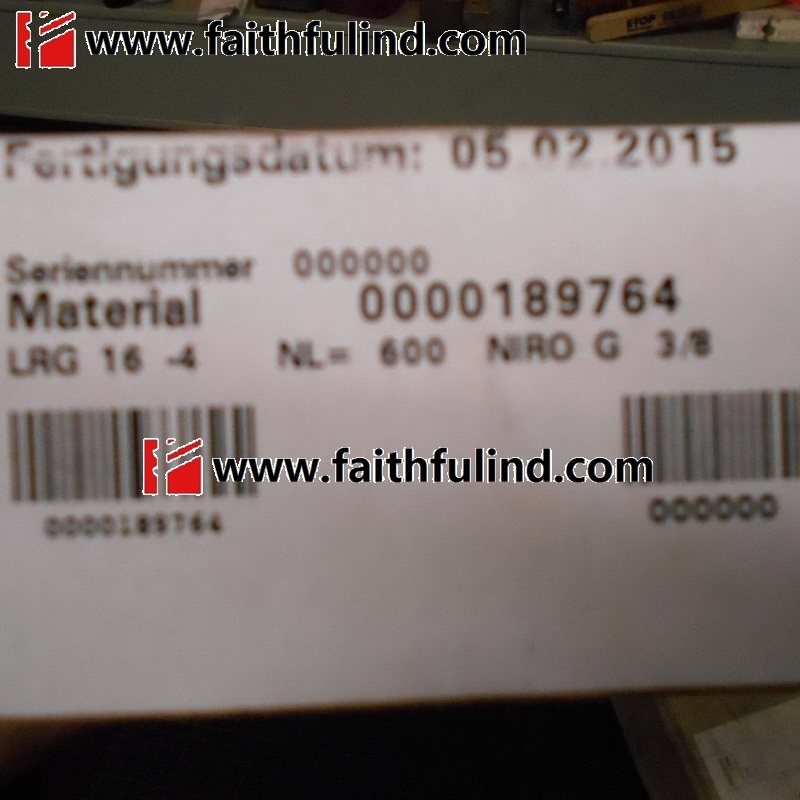 www.faithfulind.com
ETOP
Fertigungsdatum: 05.02.2015
Seriennummer 000000
Material 0000189764
LRG 16 -4 NL= 600 NIRO G 3/8
www.faithfulind.com
0000189764 000000